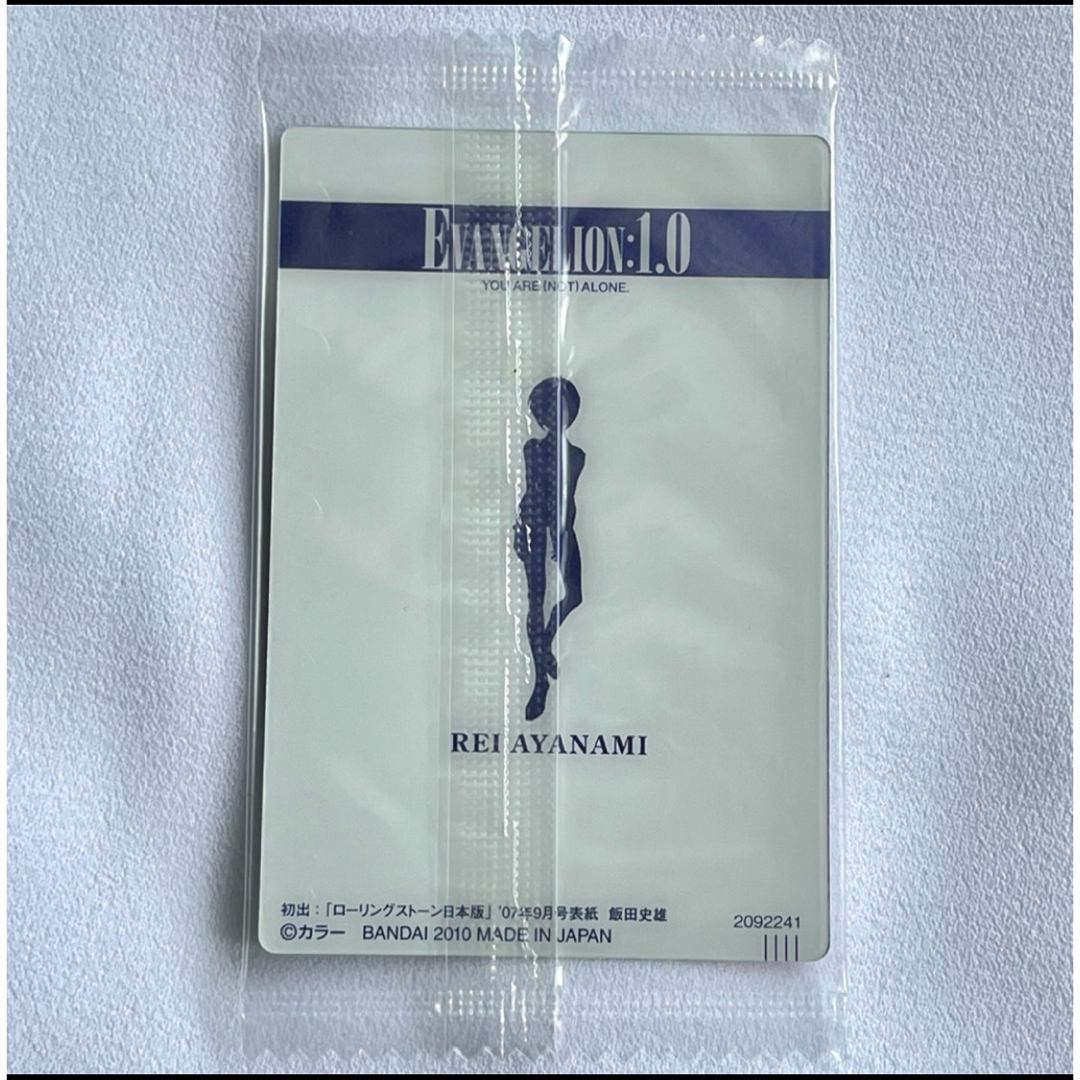 EVANGELION:1.0
YOU ARE (NOT) ALONE.
REI AYANAMI
初出：「ローリングストーン日本版」'07年9月号表紙 飯田史雄
2092241
©カラー BANDAI 2010 MADE IN JAPAN